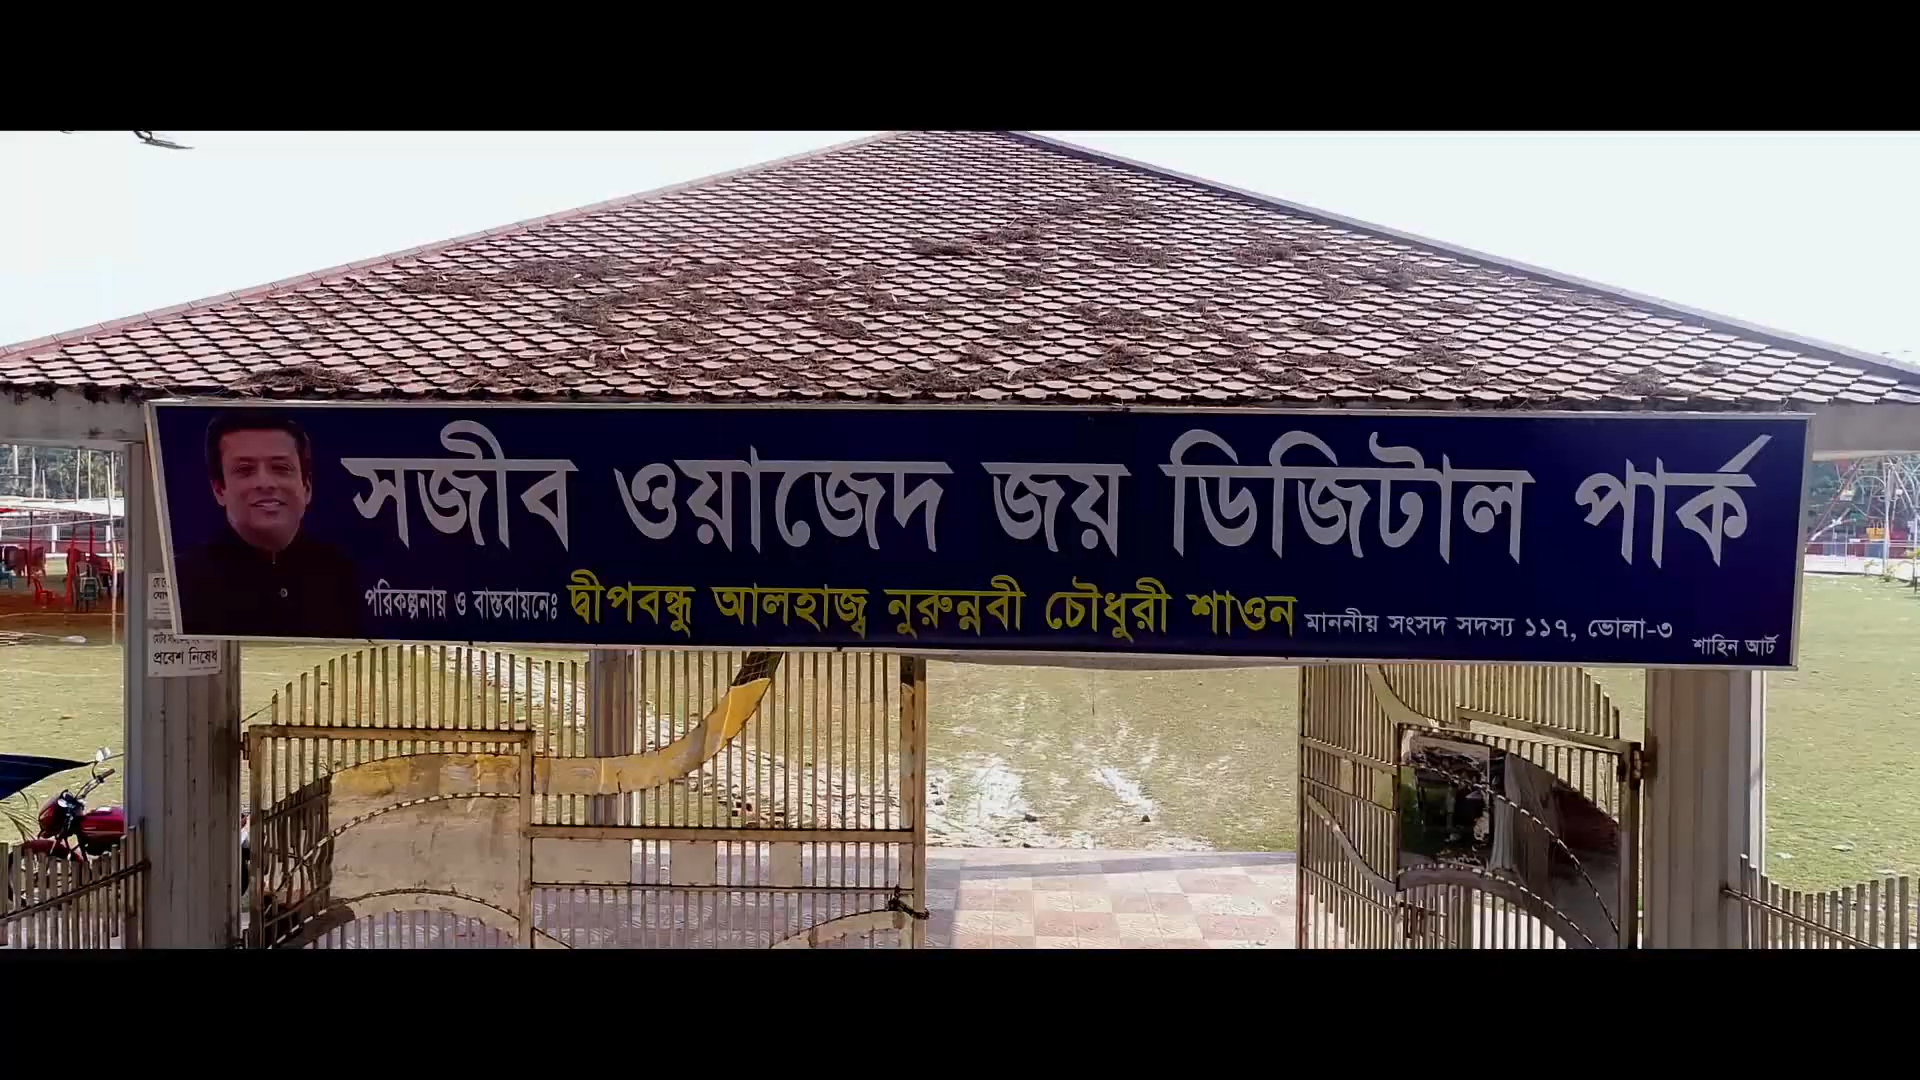 সজীব ওয়াজেদ জয় ডিজিটাল পার্ক
পরিকল্পনায় ও বাস্তবায়নেঃ দ্বীপবন্ধু আলহাজ্ব নুরুন্নবী চৌধুরী শাওন মাননীয় সংসদ সদস্য ১১৭, ভোলা-৩
শাহিন আর্ট
প্রবেশ নিষেধ